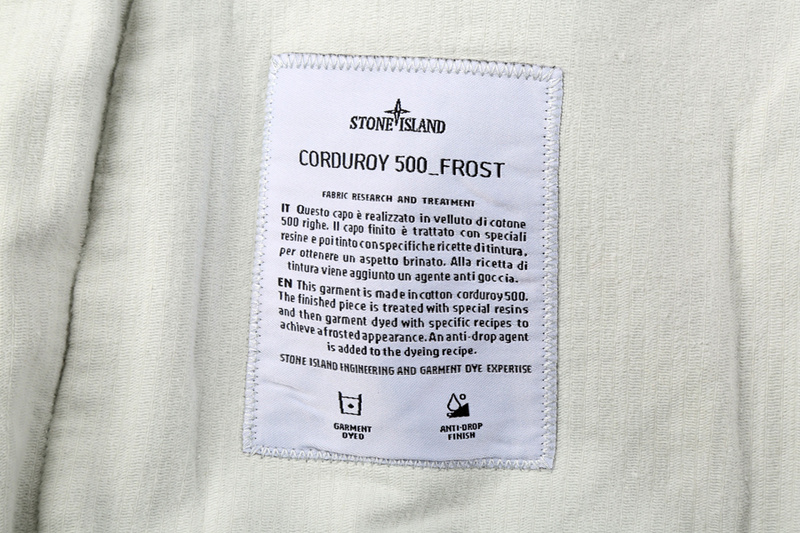 STONE ISLAND
CORDUROY 500_FROST
FABRIC RESEARCH AND TREATMENT
IT Questo capo è realizzato in velluto di cotone
500 righe. Il capo finito è trattato con speciali
resine e poi tinto con specifiche ricette di tintura,
per ottenere un aspetto brinato. Alla ricetta di
tintura viene aggiunto un agente anti goccia.
EN This garment is made in cotton corduroy 500.
The finished piece is treated with special resins
and then garment dyed with specific recipes to
achieve a frosted appearance. An anti-drop agent
is added to the dyeing recipe.
STONE ISLAND ENGINEERING AND GARMENT DYE EXPERTISE
GARMENT
DYED
ANTI-DROP
FINISH